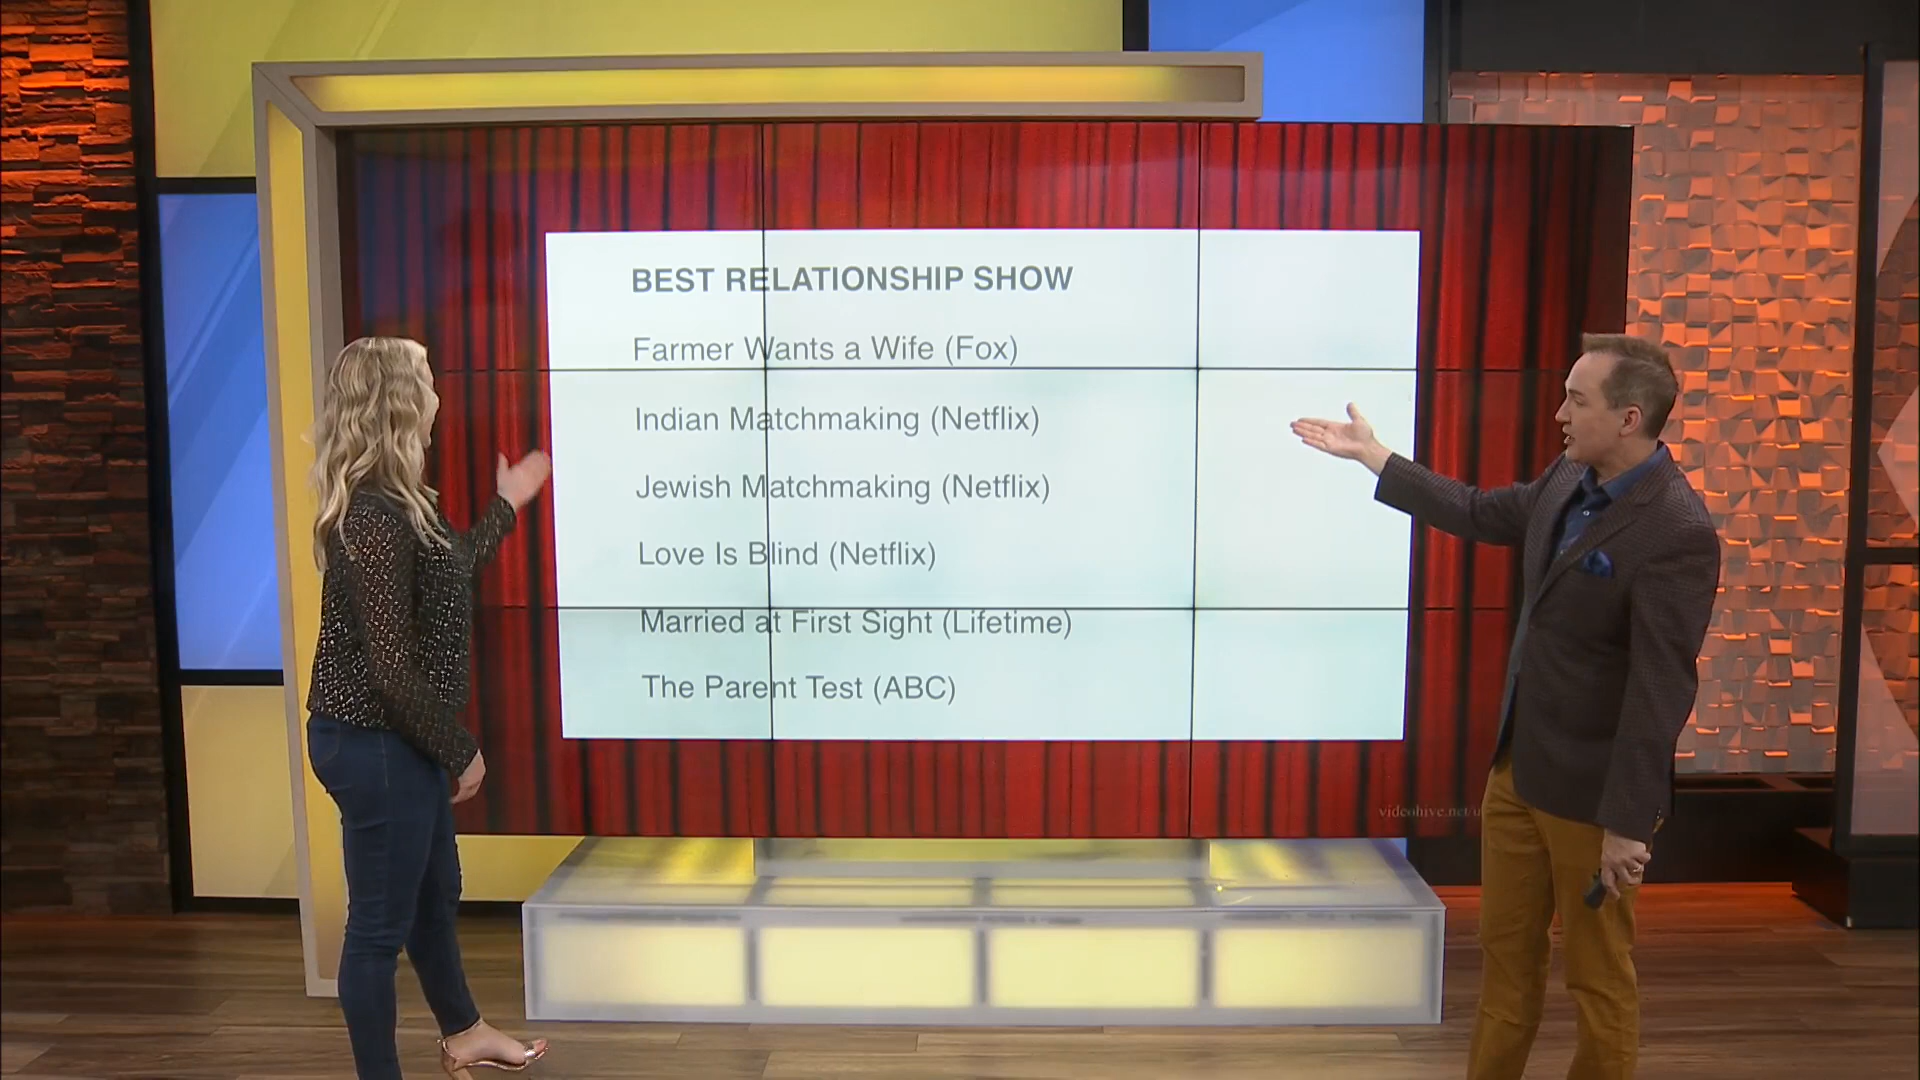 BEST RELATIONSHIP SHOW
Farmer Wants a Wife (Fox)
Indian Matchmaking (Netflix)
Jewish Matchmaking (Netflix)
Love Is Blind (Netflix)
Married at First Sight (Lifetime)
The Parent Test (ABC)
videohive.net/u